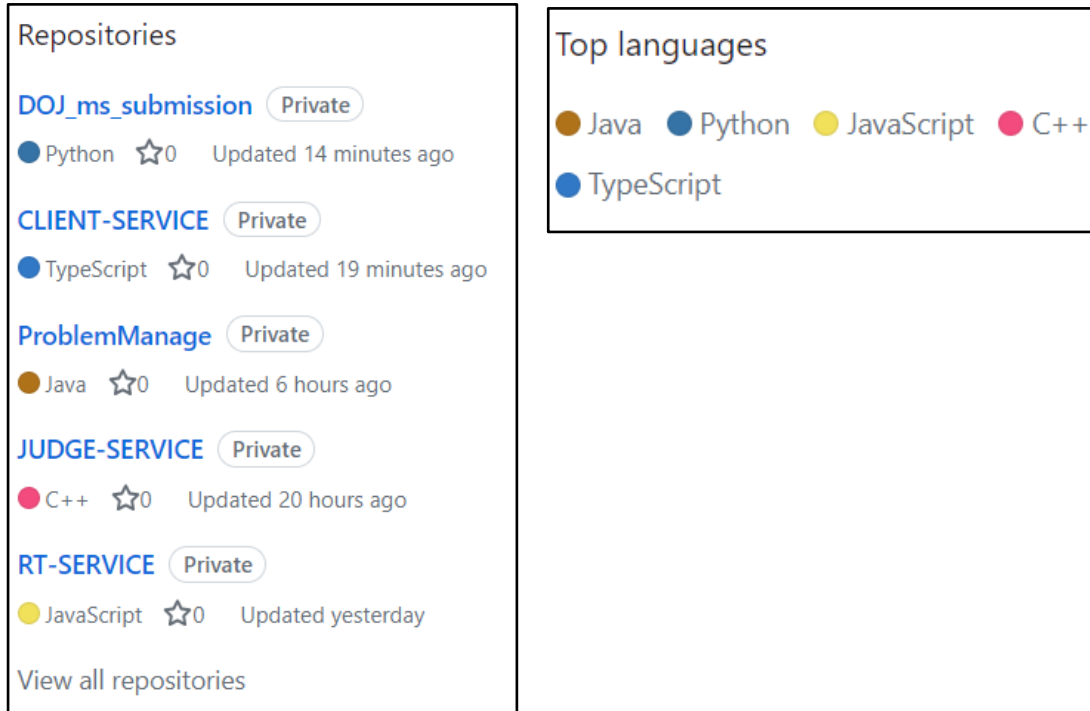 Repositories
DOJ_ms_submission Private
Python 0 Updated 14 minutes ago
CLIENT-SERVICE Private
TypeScript 0 Updated 19 minutes ago
ProblemManage Private
Java 0 Updated 6 hours ago
JUDGE-SERVICE Private
C++ 0 Updated 20 hours ago
RT-SERVICE Private
JavaScript 0 Updated yesterday
View all repositories
Top languages
Java Python JavaScript C++
TypeScript